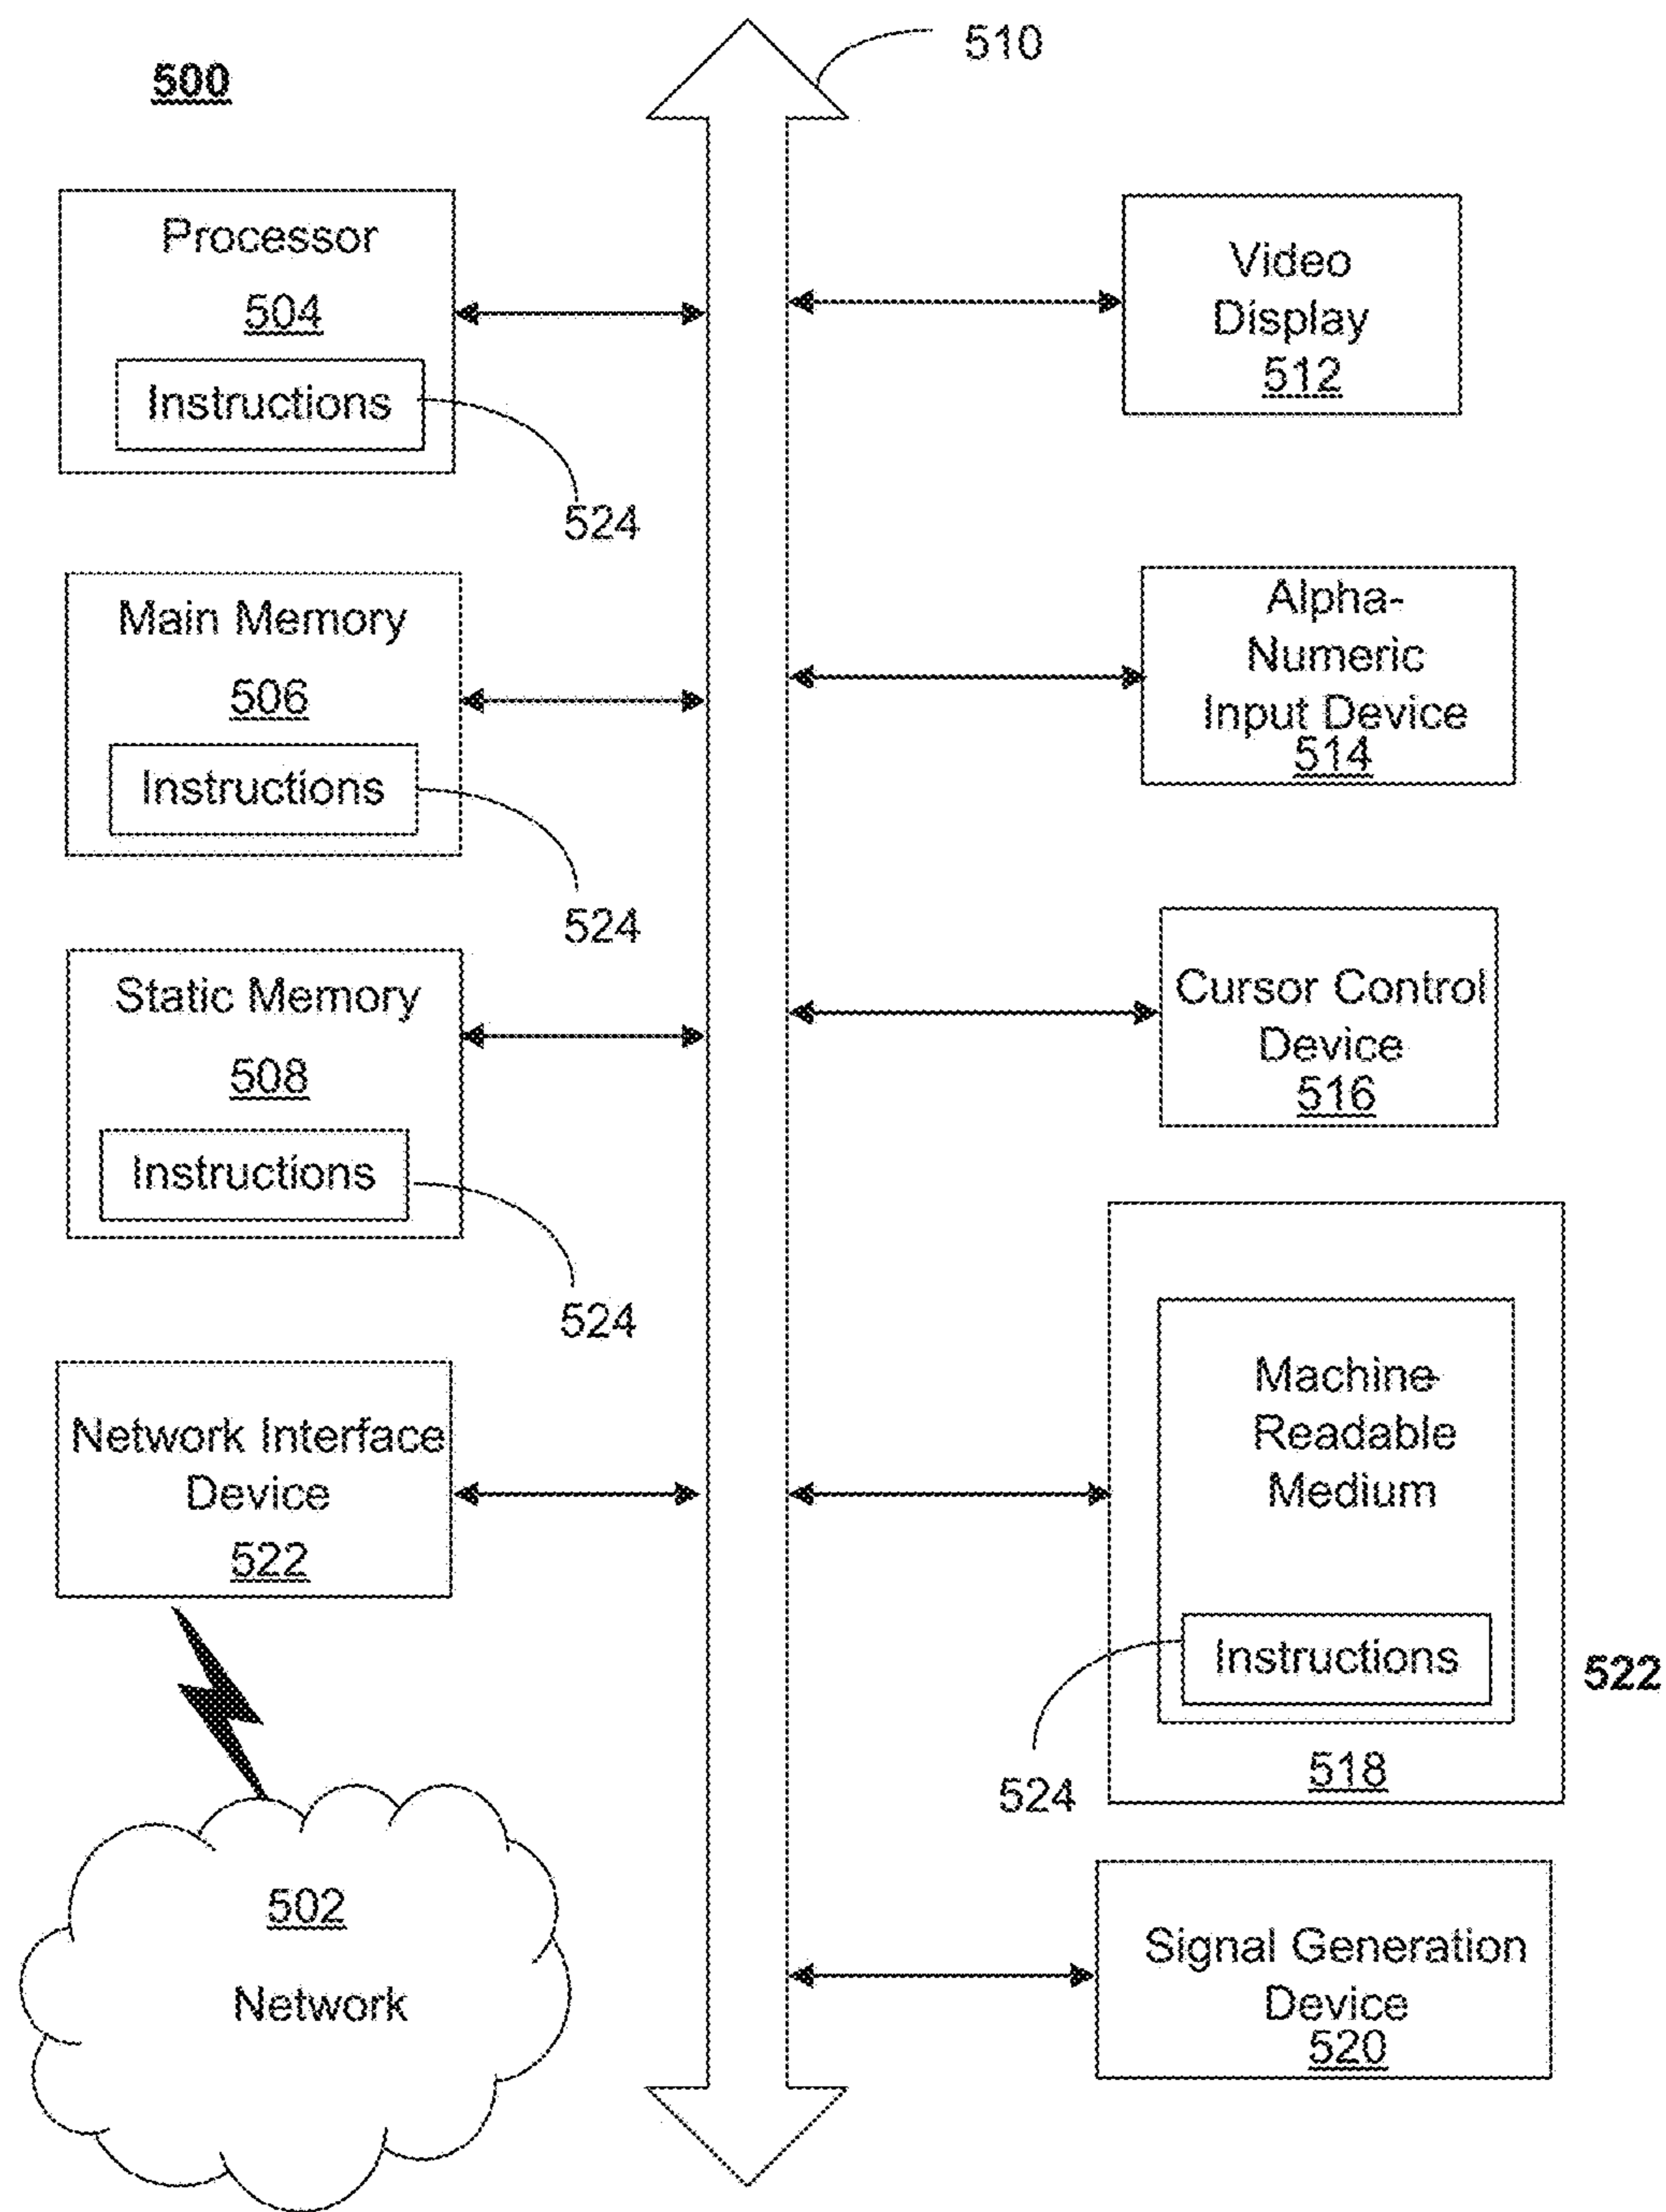 500
510
Processor
504
Instructions
524
Main Memory
506
Instructions
524
Static Memory
508
Instructions
524
Network Interface
Device
522
502
Network
Video
Display
512
Alpha-
Numeric
Input Device
514
Cursor Control
Device
516
Machine-
Readable
Medium
Instructions
524
518
522
Signal Generation
Device
520